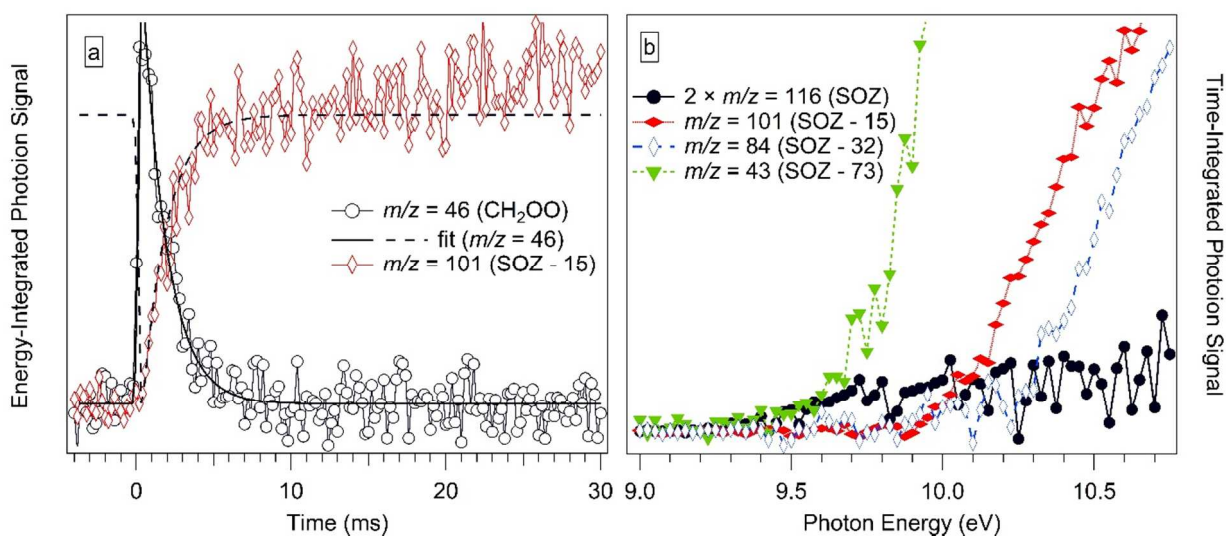 Energy-Integrated Photoion Signal
a
m/z = 46 (CH₂OO)
fit (m/z = 46)
m/z = 101 (SOZ - 15)
0
10
20
30
Time (ms)
b
2 × m/z = 116 (SOZ)
m/z = 101 (SOZ - 15)
m/z = 84 (SOZ - 32)
m/z = 43 (SOZ - 73)
9.0
9.5
10.0
10.5
Photon Energy (eV)
Time-Integrated Photoion Signal